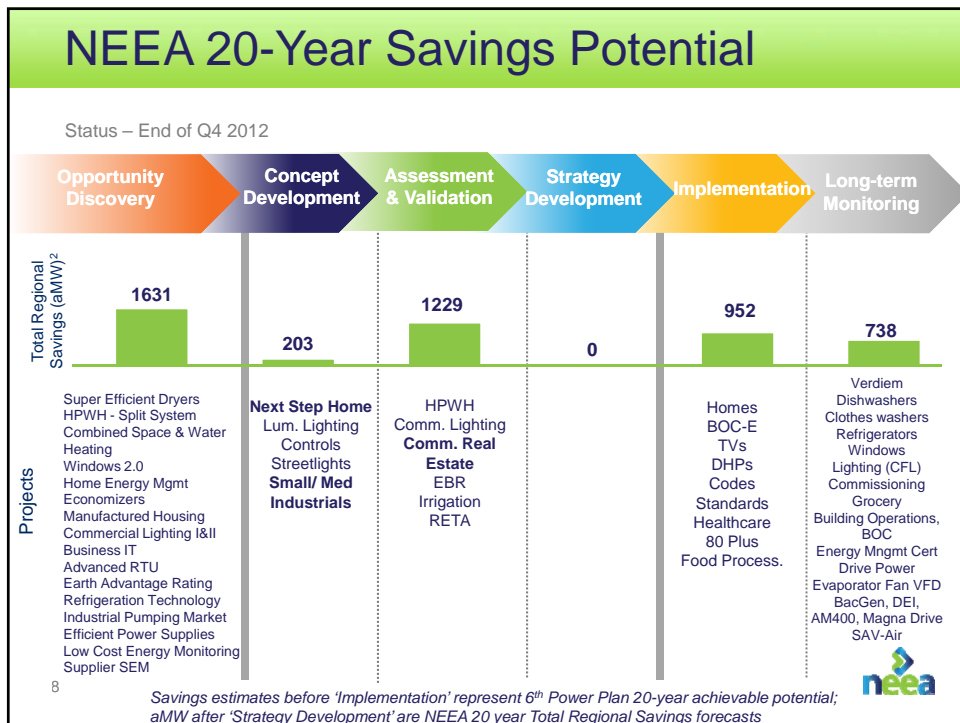 NEEA 20-Year Savings Potential
Status – End of Q4 2012
Opportunity
Discovery
Concept
Development
Assessment
& Validation
Strategy
Development
Implementation
Long-term
Monitoring
Total Regional
Savings (aMW)²
1631
203
1229
0
952
738
Projects
Super Efficient Dryers
HPWH - Split System
Combined Space & Water
Heating
Windows 2.0
Home Energy Mgmt
Economizers
Manufactured Housing
Commercial Lighting I&II
Business IT
Advanced RTU
Earth Advantage Rating
Refrigeration Technology
Industrial Pumping Market
Efficient Power Supplies
Low Cost Energy Monitoring
Supplier SEM
Next Step Home
Lum. Lighting
Controls
Streetlights
Small/ Med
Industrials
HPWH
Comm. Lighting
Comm. Real
Estate
EBR
Irrigation
RETA
Homes
BOC-E
TVs
DHPs
Codes
Standards
Healthcare
80 Plus
Food Process.
Verdiem
Dishwashers
Clothes washers
Refrigerators
Windows
Lighting (CFL)
Commissioning
Grocery
Building Operations,
BOC
Energy Mngmt Cert
Drive Power
Evaporator Fan VFD
BacGen, DEI,
AM400, Magna Drive
SAV-Air
8
Savings estimates before ‘Implementation’ represent 6th Power Plan 20-year achievable potential;
aMW after ‘Strategy Development’ are NEEA 20 year Total Regional Savings forecasts
neea